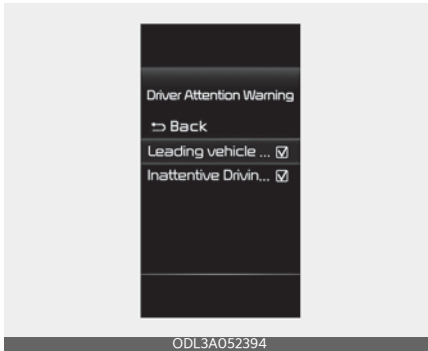 Driver Attention Warning
Back
Leading vehicle ...
Inattentive Drivin...
ODL3A052394